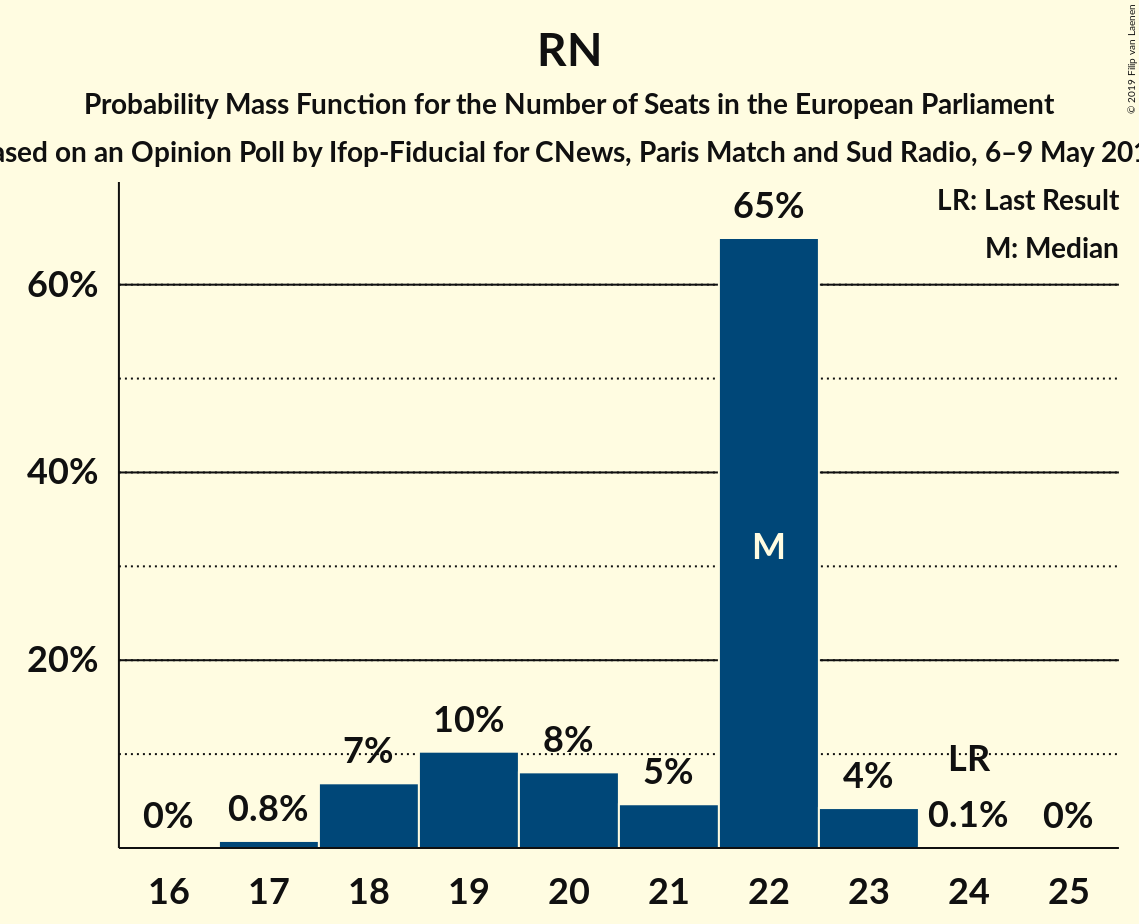 RN
Probability Mass Function for the Number of Seats in the European Parliament
ased on an Opinion Poll by Ifop-Fiducial for CNews, Paris Match and Sud Radio, 6–9 May 201
© 2019 Filip van Laenen
LR: Last Result
M: Median
65%
60%
40%
M
20%
10%
8%
7%
5%
4%
LR
0%
0.8%
0.1%
0%
16 17 18 19 20 21 22 23 24 25